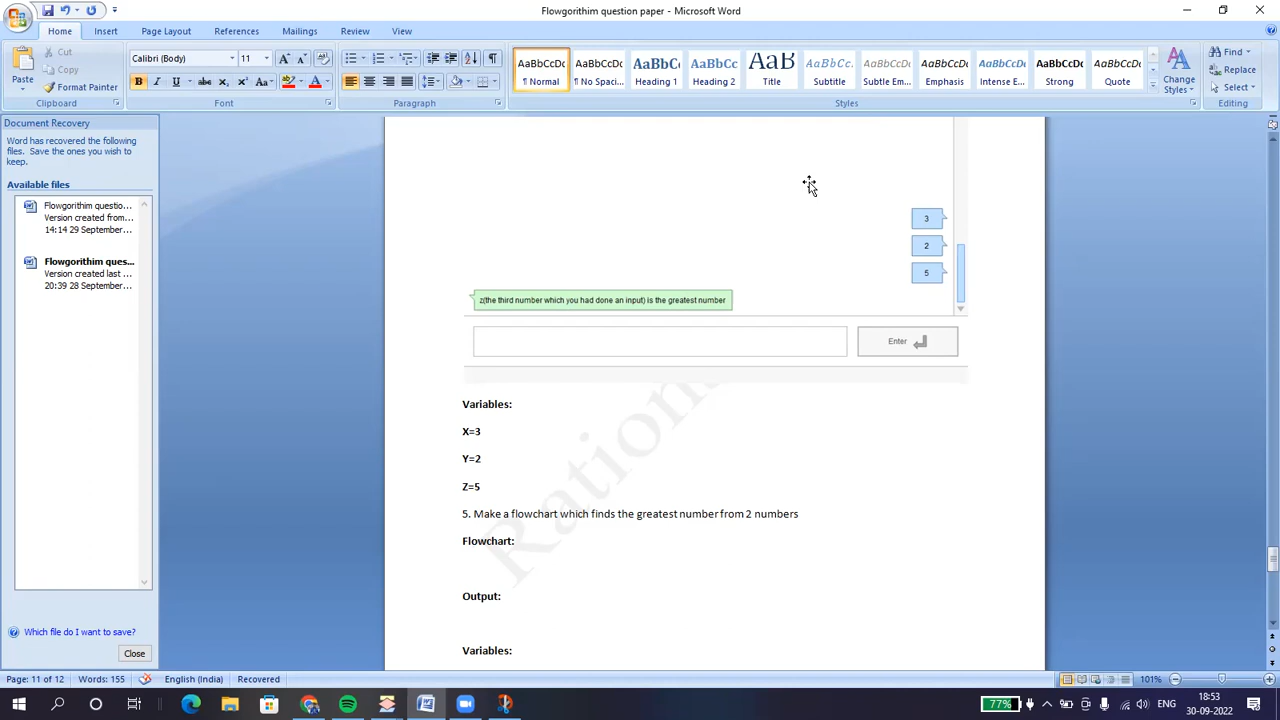 Flowgorithim question paper - Microsoft Word
Home Insert Page Layout References Mailings Review View
Paste
Cut
Copy
Format Painter
Clipboard
Calibri (Body) 11
Font
Paragraph
AaBbCcDc AaBbCcDc AaBbC AaBbCc AaB AaBbCc. AaBbCcDc AaBbCcDc AaBbCcDc AaBbCcDc AaBbCcDc
¶ Normal ¶ No Spaci... Heading 1 Heading 2 Title Subtitle Subtle Em... Emphasis Intense E... Strong Quote
Change Styles
Styles
Find
Replace
Select
Editing
Document Recovery
Word has recovered the following files. Save the ones you wish to keep.
Available files
Flowgorithim questio...
Version created from...
14:14 29 September...
Flowgorithim ques...
Version created last ...
20:39 28 September...
Which file do I want to save?
Close
3
2
5
z(the third number which you had done an input) is the greatest number
Enter
Variables:
X=3
Y=2
Z=5
5. Make a flowchart which finds the greatest number from 2 numbers
Flowchart:
Output:
Variables:
Page: 11 of 12 Words: 155 English (India) Recovered 101%
77% ENG 18:53
30-09-2022